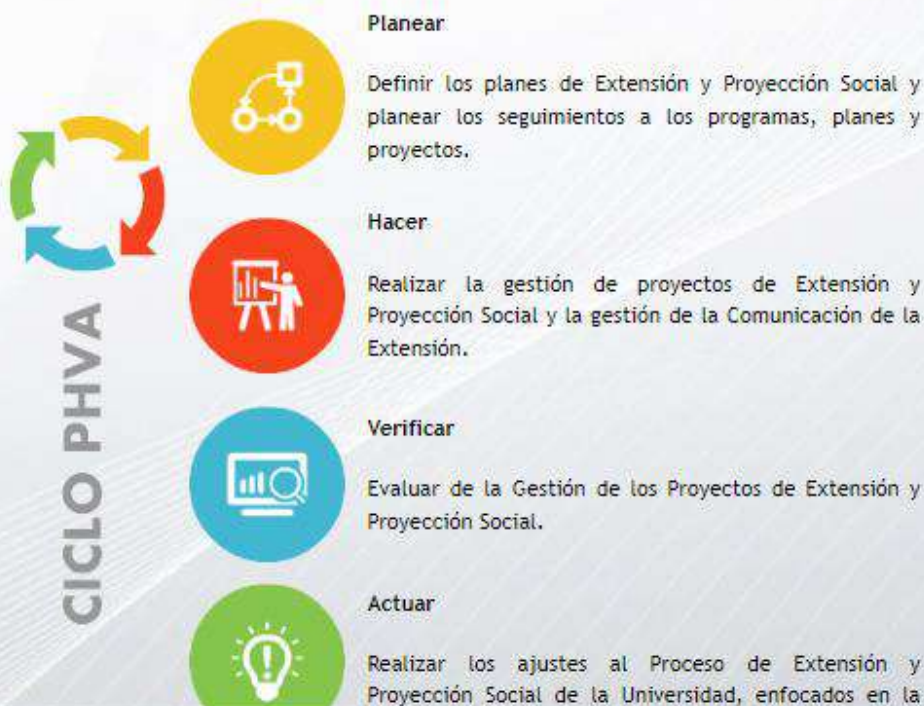 CICLO PHVA
Planear
Definir los planes de Extensión y Proyección Social y
planear los seguimientos a los programas, planes y
proyectos.
Hacer
Realizar la gestión de proyectos de Extensión y
Proyección Social y la gestión de la Comunicación de la
Extensión.
Verificar
Evaluar de la Gestión de los Proyectos de Extensión y
Proyección Social.
Actuar
Realizar los ajustes al Proceso de Extensión y
Proyección Social de la Universidad, enfocados en la